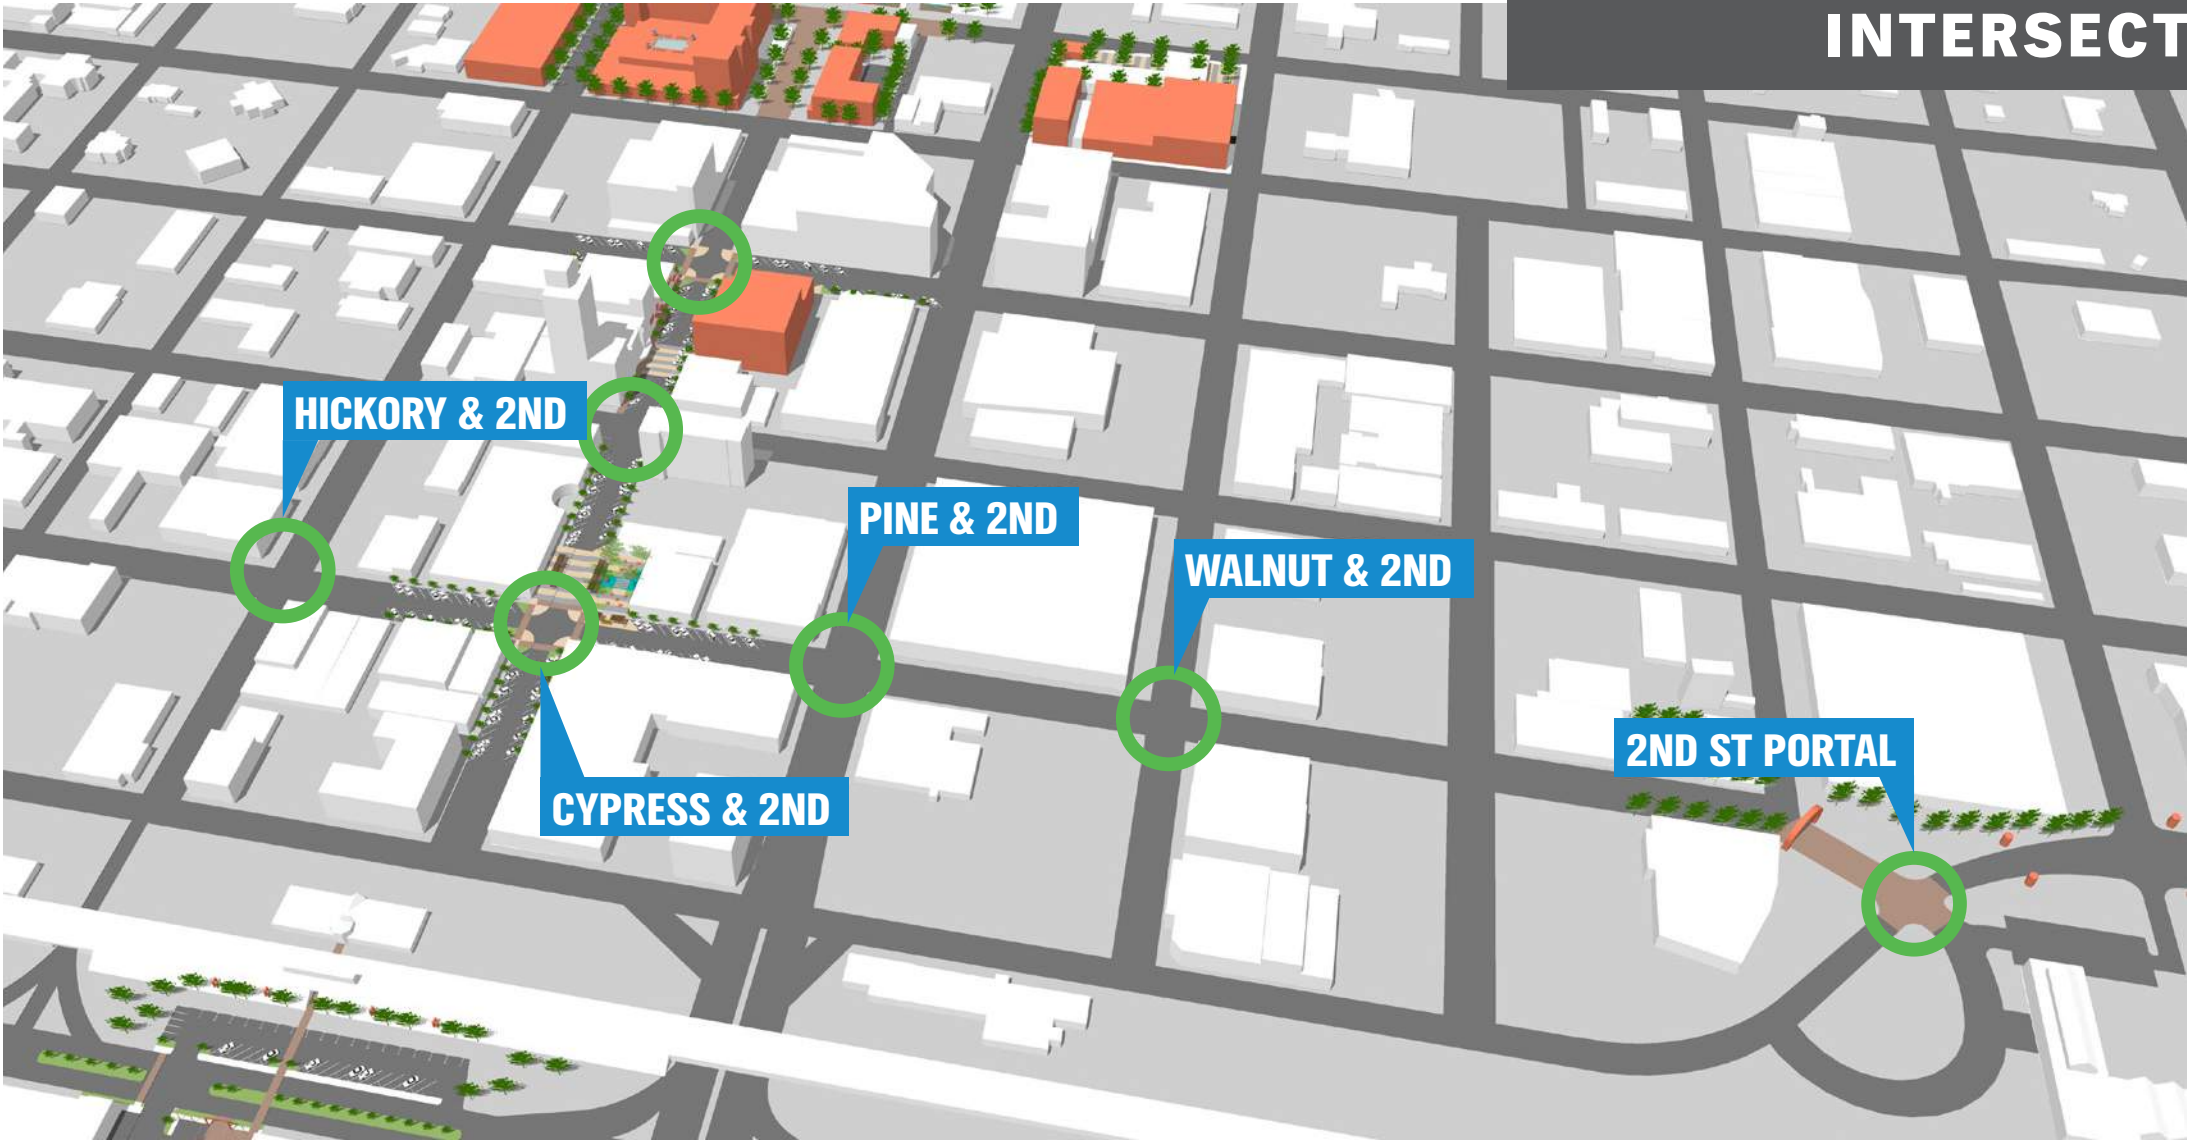 INTERSECT
HICKORY & 2ND
PINE & 2ND
WALNUT & 2ND
2ND ST PORTAL
CYPRESS & 2ND